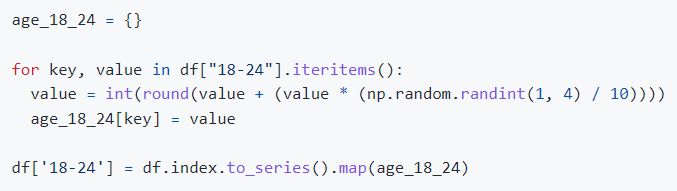 age_18_24 = {}
for key, value in df["18-24"].iteritems():
  value = int(round(value + (value * (np.random.randint(1, 4) / 10))))
  age_18_24[key] = value
df['18-24'] = df.index.to_series().map(age_18_24)